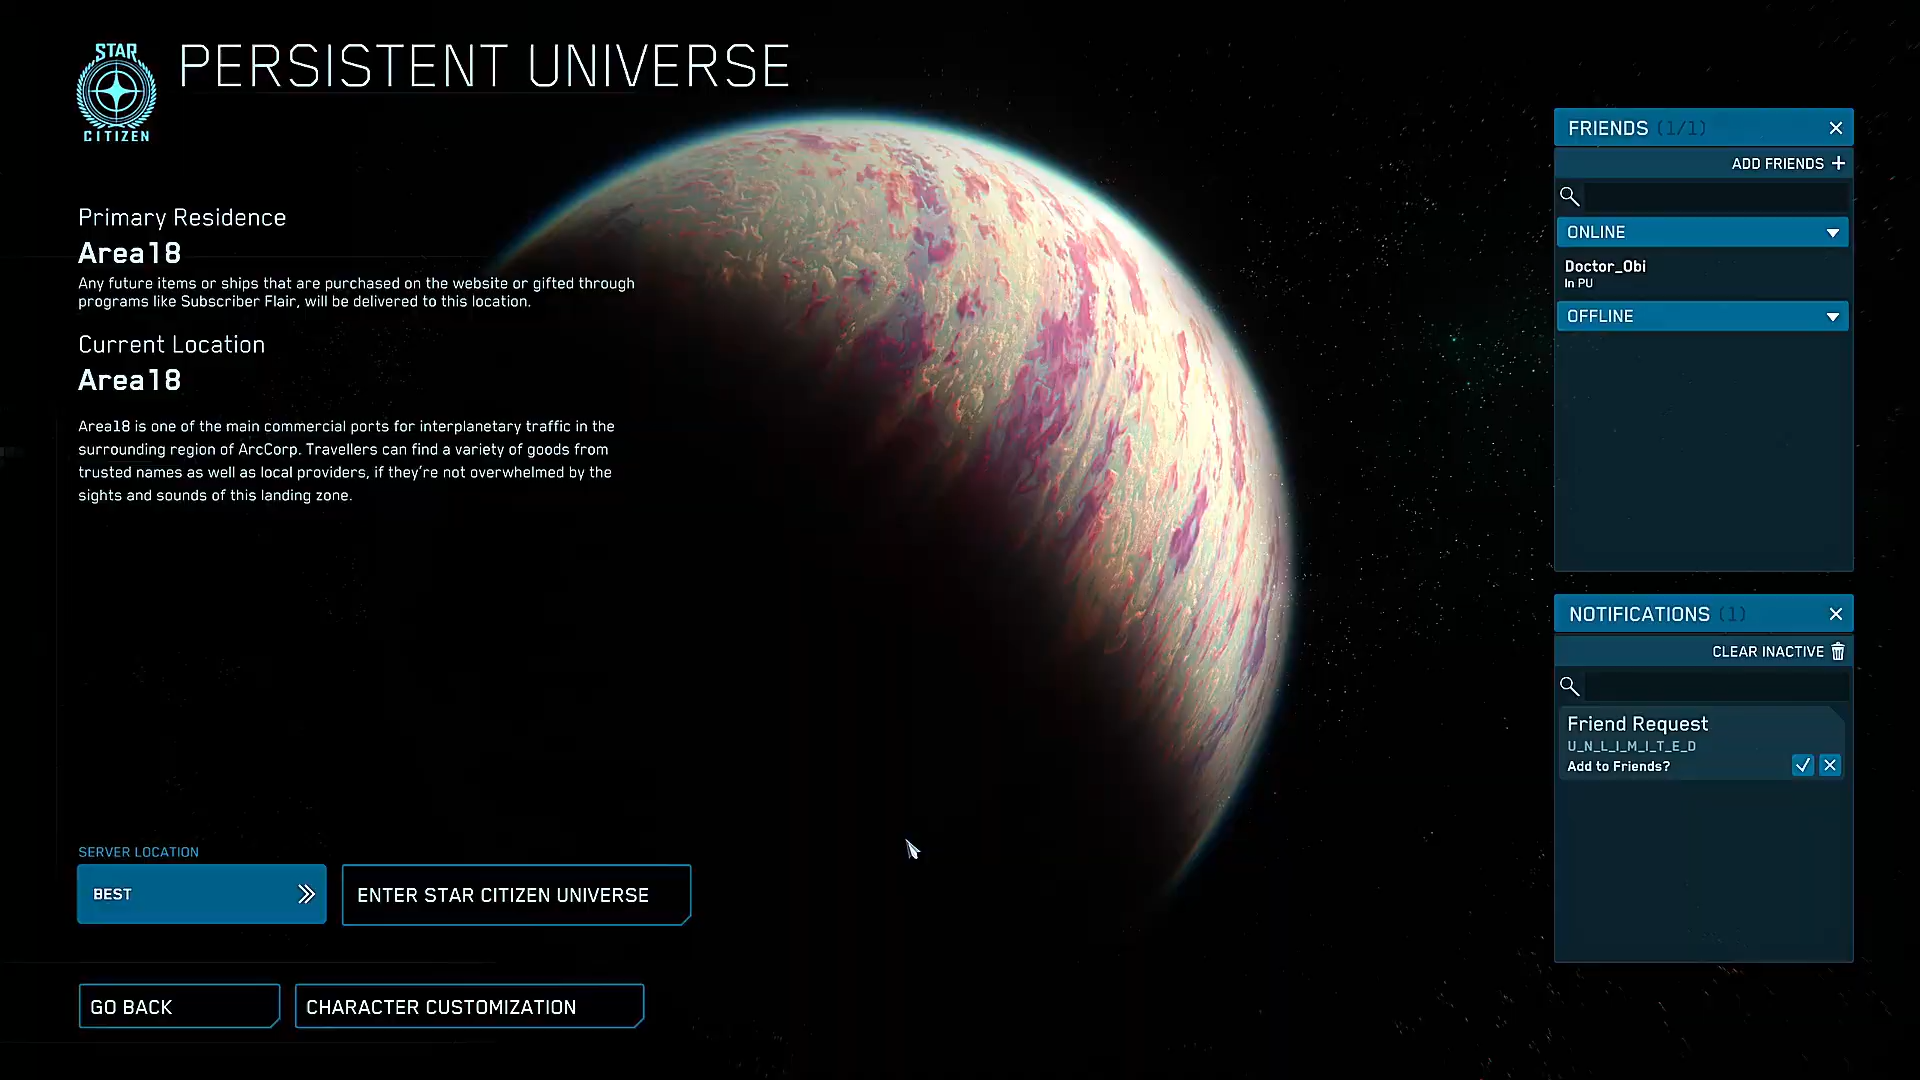 STAR
CITIZEN
PERSISTENT UNIVERSE
Primary Residence
Area18
Any future items or ships that are purchased on the website or gifted through
programs like Subscriber Flair, will be delivered to this location.
Current Location
Area18
Area18 is one of the main commercial ports for interplanetary traffic in the
surrounding region of ArcCorp. Travellers can find a variety of goods from
trusted names as well as local providers, if they're not overwhelmed by the
sights and sounds of this landing zone.
SERVER LOCATION
BEST
ENTER STAR CITIZEN UNIVERSE
GO BACK
CHARACTER CUSTOMIZATION
FRIENDS (1/1)
ADD FRIENDS
ONLINE
Doctor_Obi
In PU
OFFLINE
NOTIFICATIONS (1)
CLEAR INACTIVE
Friend Request
U_N_L_I_M_I_T_E_D
Add to Friends?